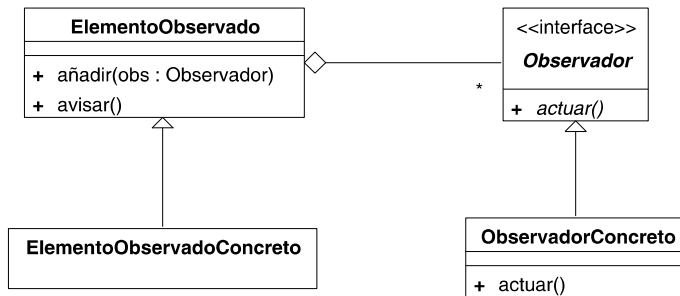 ElementoObservado
+ añadir(obs : Observador)
+ avisar()
<<interface>>
Observador
+ actuar()
*
ElementoObservadoConcreto
ObservadorConcreto
+ actuar()